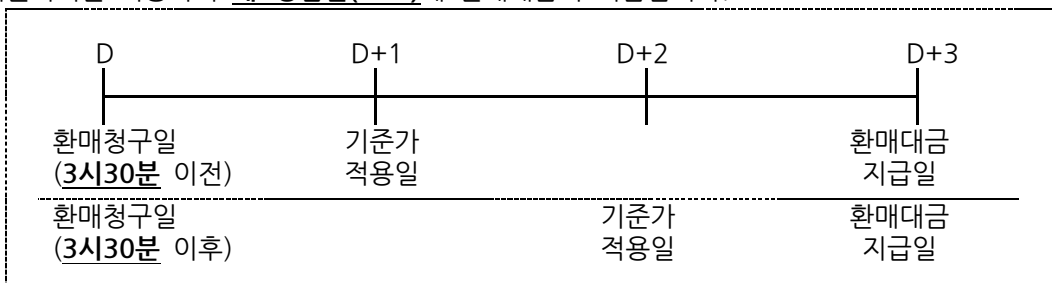 D D+1 D+2 D+3
환매청구일 기준가 환매대금
(3시30분 이전) 적용일 지급일
환매청구일 기준가 환매대금
(3시30분 이후) 적용일 지급일